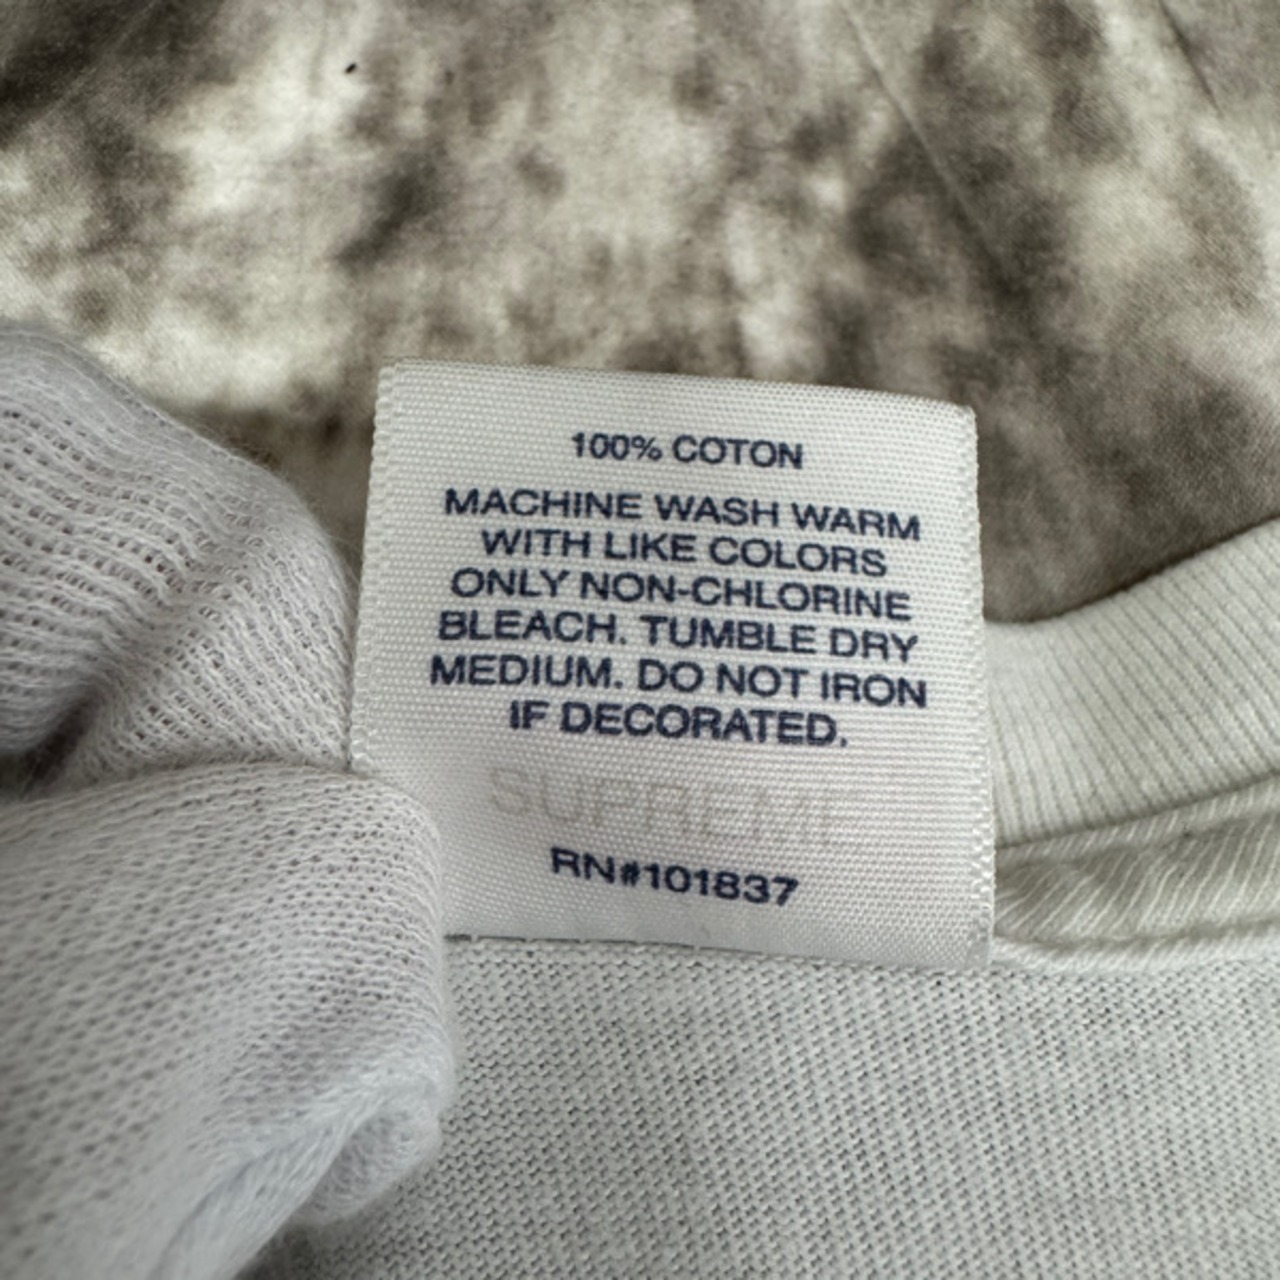 100% COTON
MACHINE WASH WARM
WITH LIKE COLORS
ONLY NON-CHLORINE
BLEACH. TUMBLE DRY
MEDIUM. DO NOT IRON
IF DECORATED.
SUPREME
RN#101837